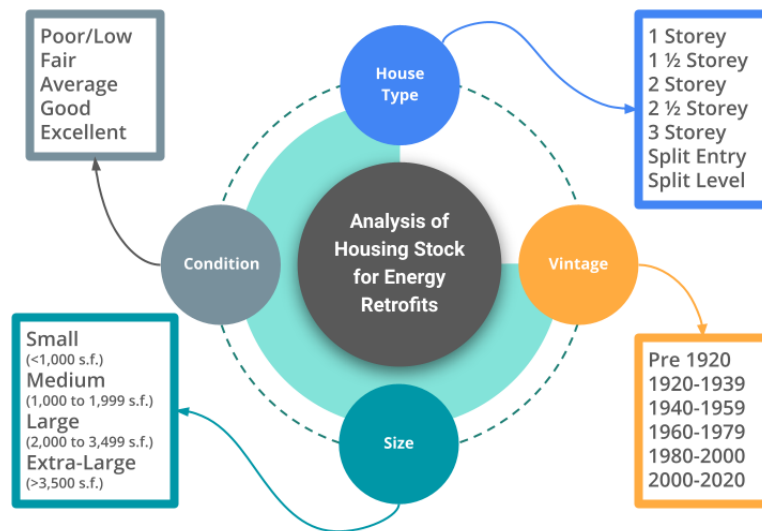 Poor/Low
Fair
Average
Good
Excellent
House
Type
1 Storey
1 ½ Storey
2 Storey
2 ½ Storey
3 Storey
Split Entry
Split Level
Analysis of
Housing Stock
for Energy
Retrofits
Condition
Vintage
Small
(<1,000 s.f.)
Medium
(1,000 to 1,999 s.f.)
Large
(2,000 to 3,499 s.f.)
Extra-Large
(>3,500 s.f.)
Size
Pre 1920
1920-1939
1940-1959
1960-1979
1980-2000
2000-2020